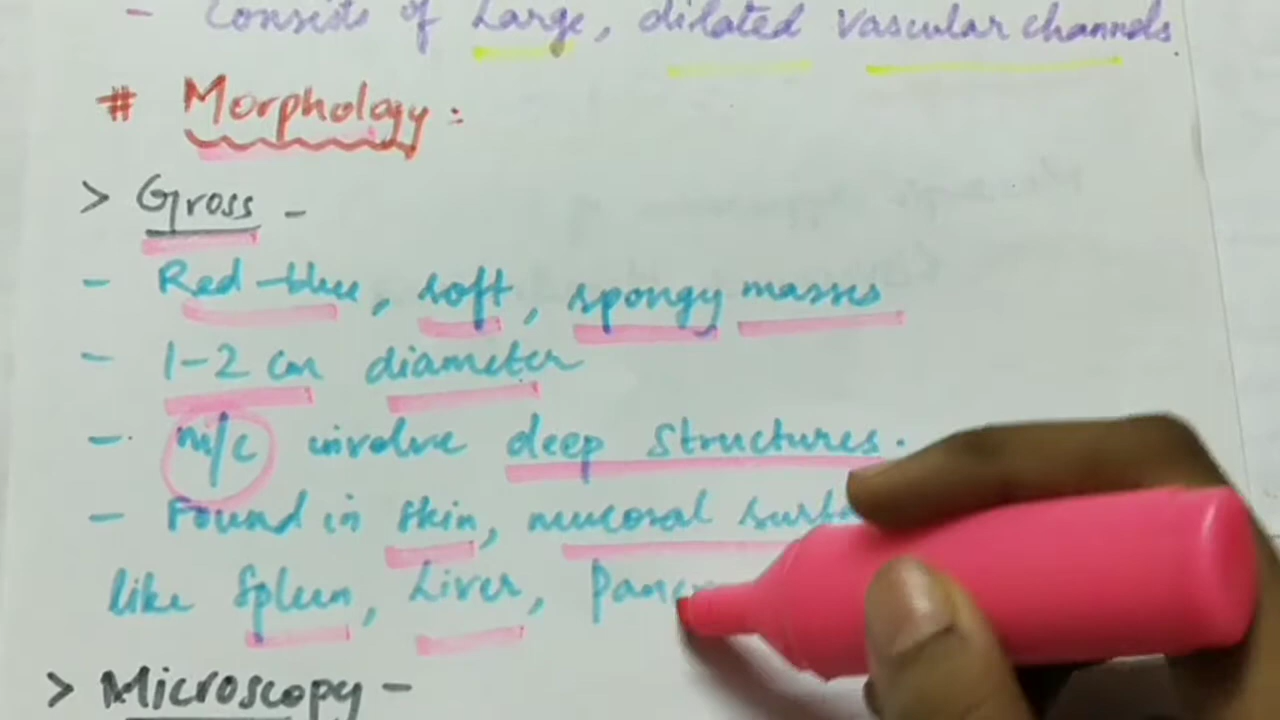 - Consists of Large, dilated vascular channels.
# Morphology :
> Gross -
- Red-blue, soft, spongy masses
- 1-2 cm diameter
- m/c involve deep structures.
- Found in skin, mucosal
like Spleen, Liver,
> Microscopy -